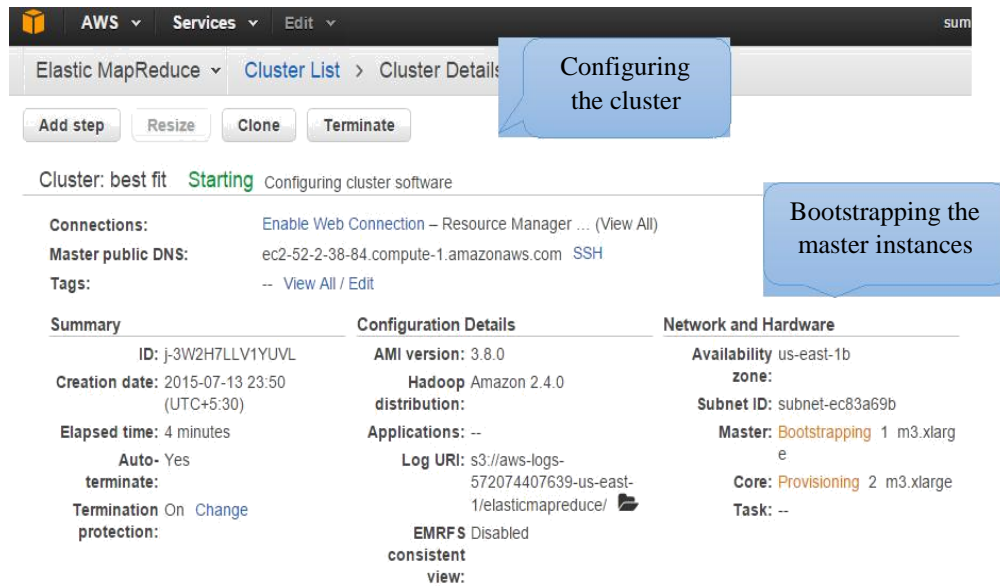 AWS Services Edit sum
Elastic MapReduce Cluster List > Cluster Details
Configuring
the cluster
Add step Resize Clone Terminate
Cluster: best fit Starting Configuring cluster software
Bootstrapping the
master instances
Connections: Enable Web Connection – Resource Manager ... (View All)
Master public DNS: ec2-52-2-38-84.compute-1.amazonaws.com SSH
Tags: -- View All / Edit
Summary
ID: j-3W2H7LLV1YUVL
Creation date: 2015-07-13 23:50
(UTC+5:30)
Elapsed time: 4 minutes
Auto- Yes
terminate:
Termination On Change
protection:
Configuration Details
AMI version: 3.8.0
Hadoop Amazon 2.4.0
distribution:
Applications: --
Log URI: s3://aws-logs-
572074407639-us-east-
1/elasticmapreduce/
EMRFS Disabled
consistent
view:
Network and Hardware
Availability us-east-1b
zone:
Subnet ID: subnet-ec83a69b
Master: Bootstrapping 1 m3.xlarg
e
Core: Provisioning 2 m3.xlarge
Task: --